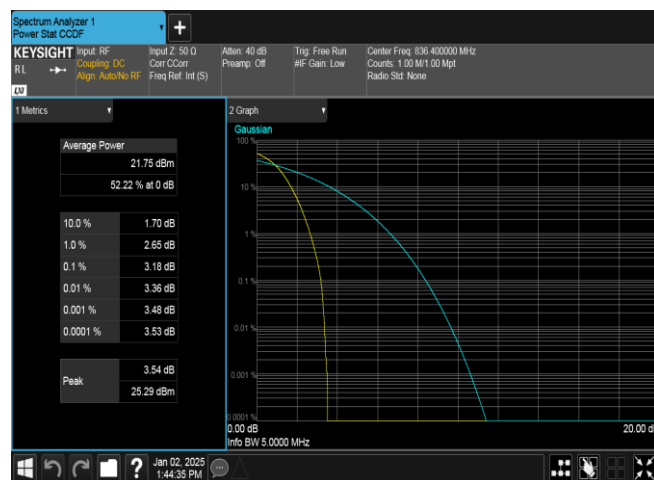 Spectrum Analyzer 1
Power Stat CCDF
+
KEYSIGHT
RL
LXI
Input: RF
Coupling: DC
Align: Auto/No RF
Input Z: 50 Ω
Corr CCorr
Freq Ref: Int (S)
Atten: 40 dB
Preamp: Off
Trig: Free Run
#IF Gain: Low
Center Freq: 836.400000 MHz
Counts: 1.00 M/1.00 Mpt
Radio Std: None
1 Metrics
Average Power
21.75 dBm
52.22 % at 0 dB
10.0 % 1.70 dB
1.0 % 2.65 dB
0.1 % 3.18 dB
0.01 % 3.36 dB
0.001 % 3.48 dB
0.0001 % 3.53 dB
Peak
3.54 dB
25.29 dBm
2 Graph
Gaussian
100 %
10 %
1 %
0.1 %
0.01 %
0.001 %
0.0001 %
0.00 dB
20.00 d
Info BW 5.0000 MHz
?
Jan 02, 2025
1:44:35 PM